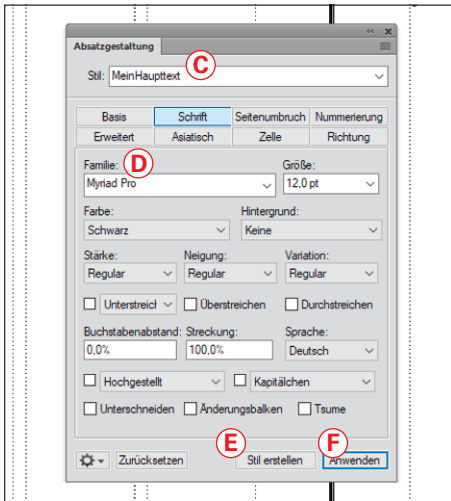 Absatzgestaltung
Stil: MeinHaupttext C
Basis Schrift Seitenumbruch Nummerierung
Erweitert Asiatisch Zelle Richtung
Familie: D Größe:
Myriad Pro 12,0 pt
Farbe: Hintergrund:
Schwarz Keine
Stärke: Neigung: Variation:
Regular Regular Regular
Unterstreich Überstreichen Durchstreichen
Buchstabenabstand: Streckung: Sprache:
0,0% 100,0% Deutsch
Hochgestellt Kapitälchen
Unterschneiden Änderungsbalken Tsume
E F
Zurücksetzen Stil erstellen Anwenden